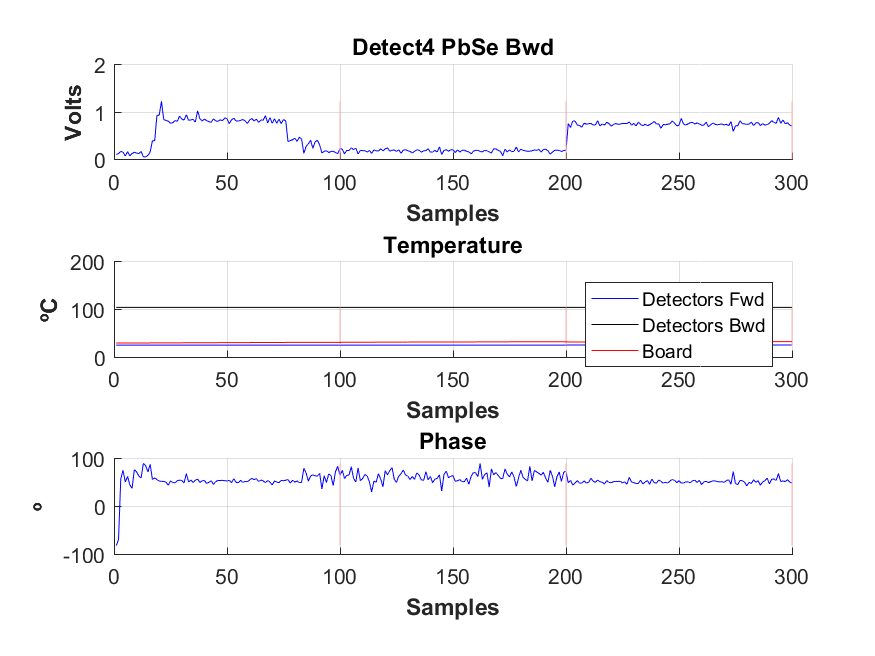 Detect4 PbSe Bwd
2
1
0
Volts
0 50 100 150 200 250 300
Samples
Temperature
200
100
0
ºC
Detectors Fwd
Detectors Bwd
Board
0 50 100 150 200 250 300
Samples
Phase
100
0
-100
º
0 50 100 150 200 250 300
Samples